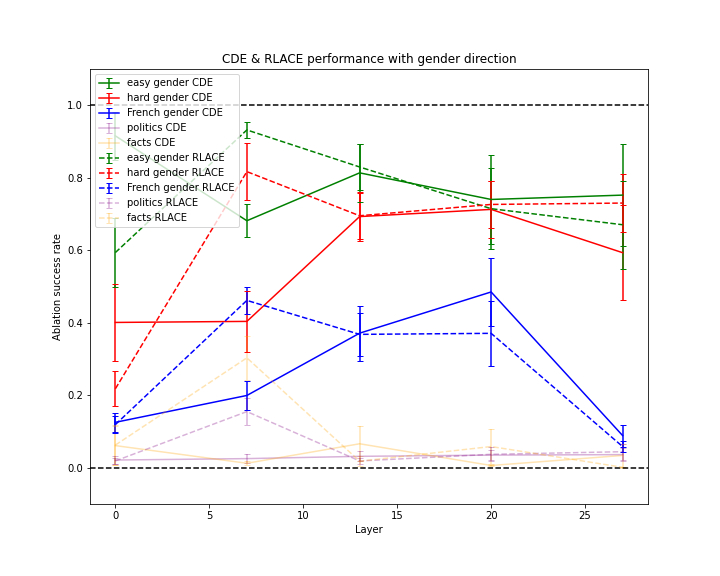 CDE & RLACE performance with gender direction
easy gender CDE
hard gender CDE
French gender CDE
politics CDE
facts CDE
easy gender RLACE
hard gender RLACE
French gender RLACE
politics RLACE
facts RLACE
Ablation success rate
1.0
0.8
0.6
0.4
0.2
0.0
0 5 10 15 20 25
Layer